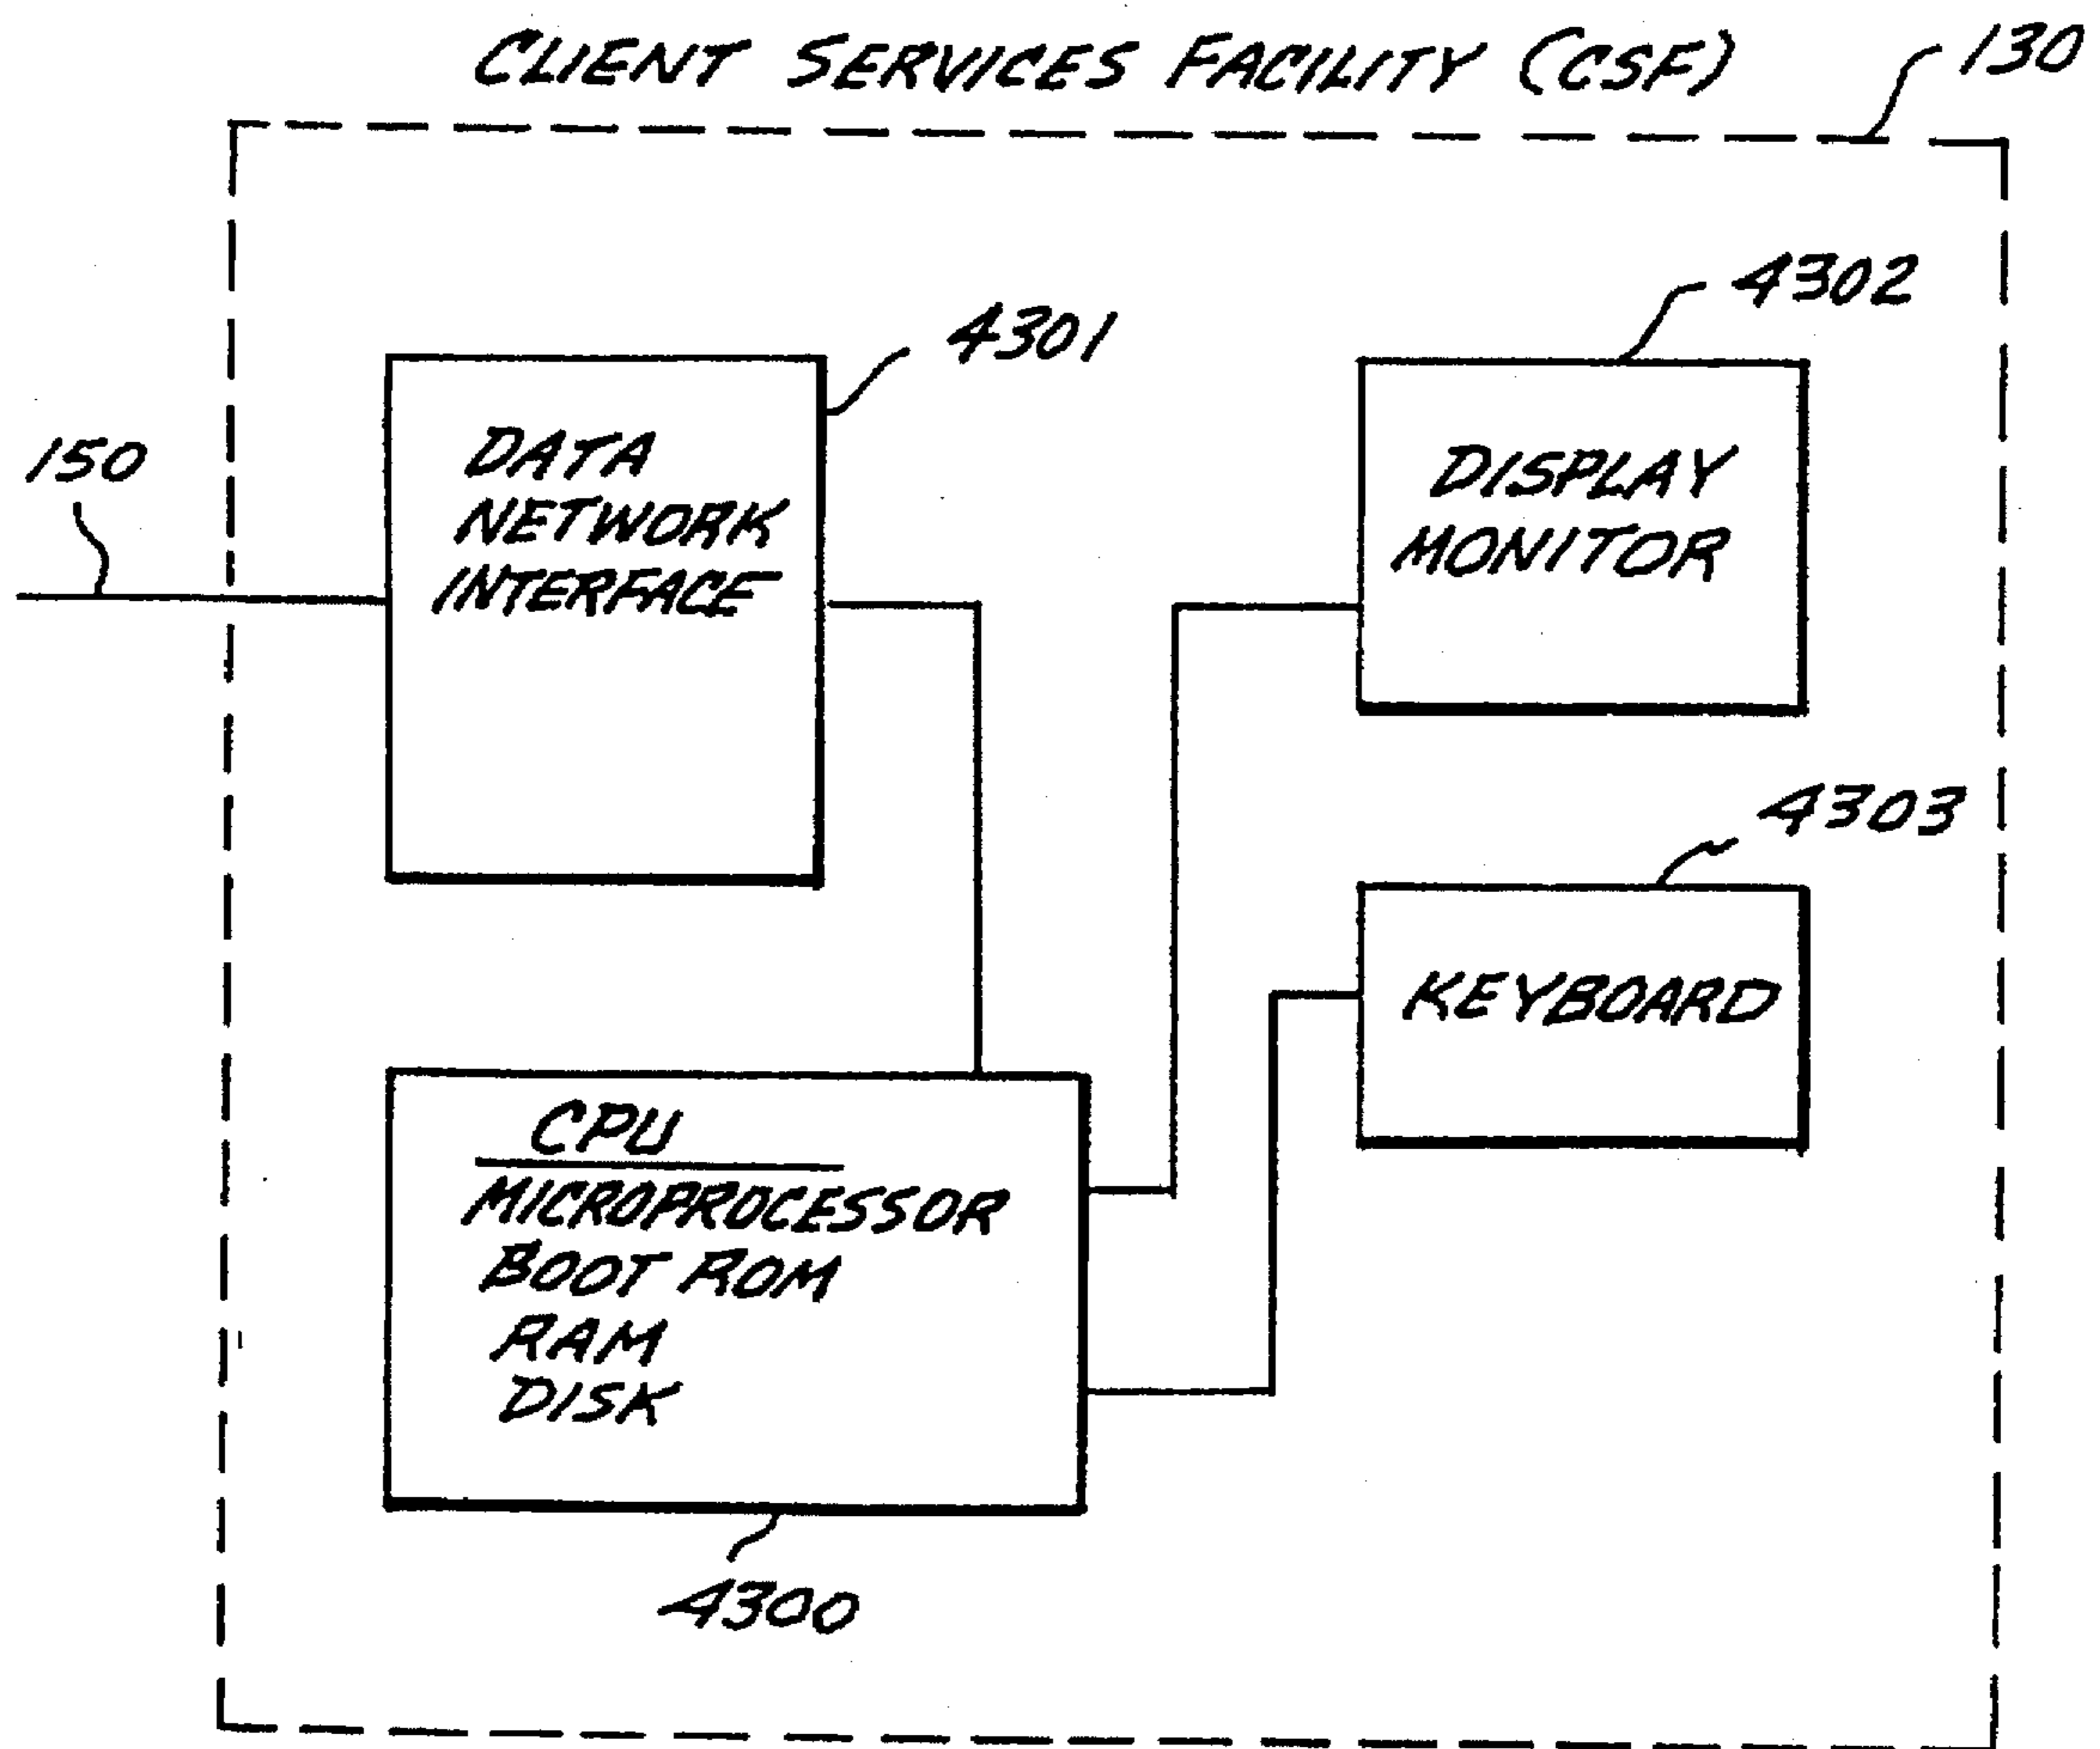 CLIENT SERVICES FACILITY (CSF)
130
4301
4302
150
DATA
NETWORK
INTERFACE
DISPLAY
MONITOR
4303
KEYBOARD
CPU
MICROPROCESSOR
BOOT ROM
RAM
DISK
4300